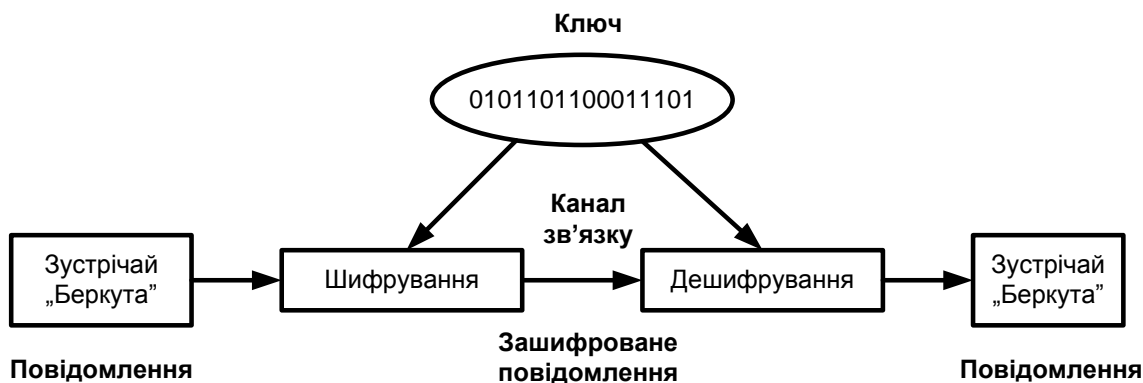 Ключ
0101101100011101
Канал
зв’язку
Зустрічай
„Беркута”
Шифрування
Дешифрування
Зустрічай
„Беркута”
Повідомлення
Зашифроване
повідомлення
Повідомлення